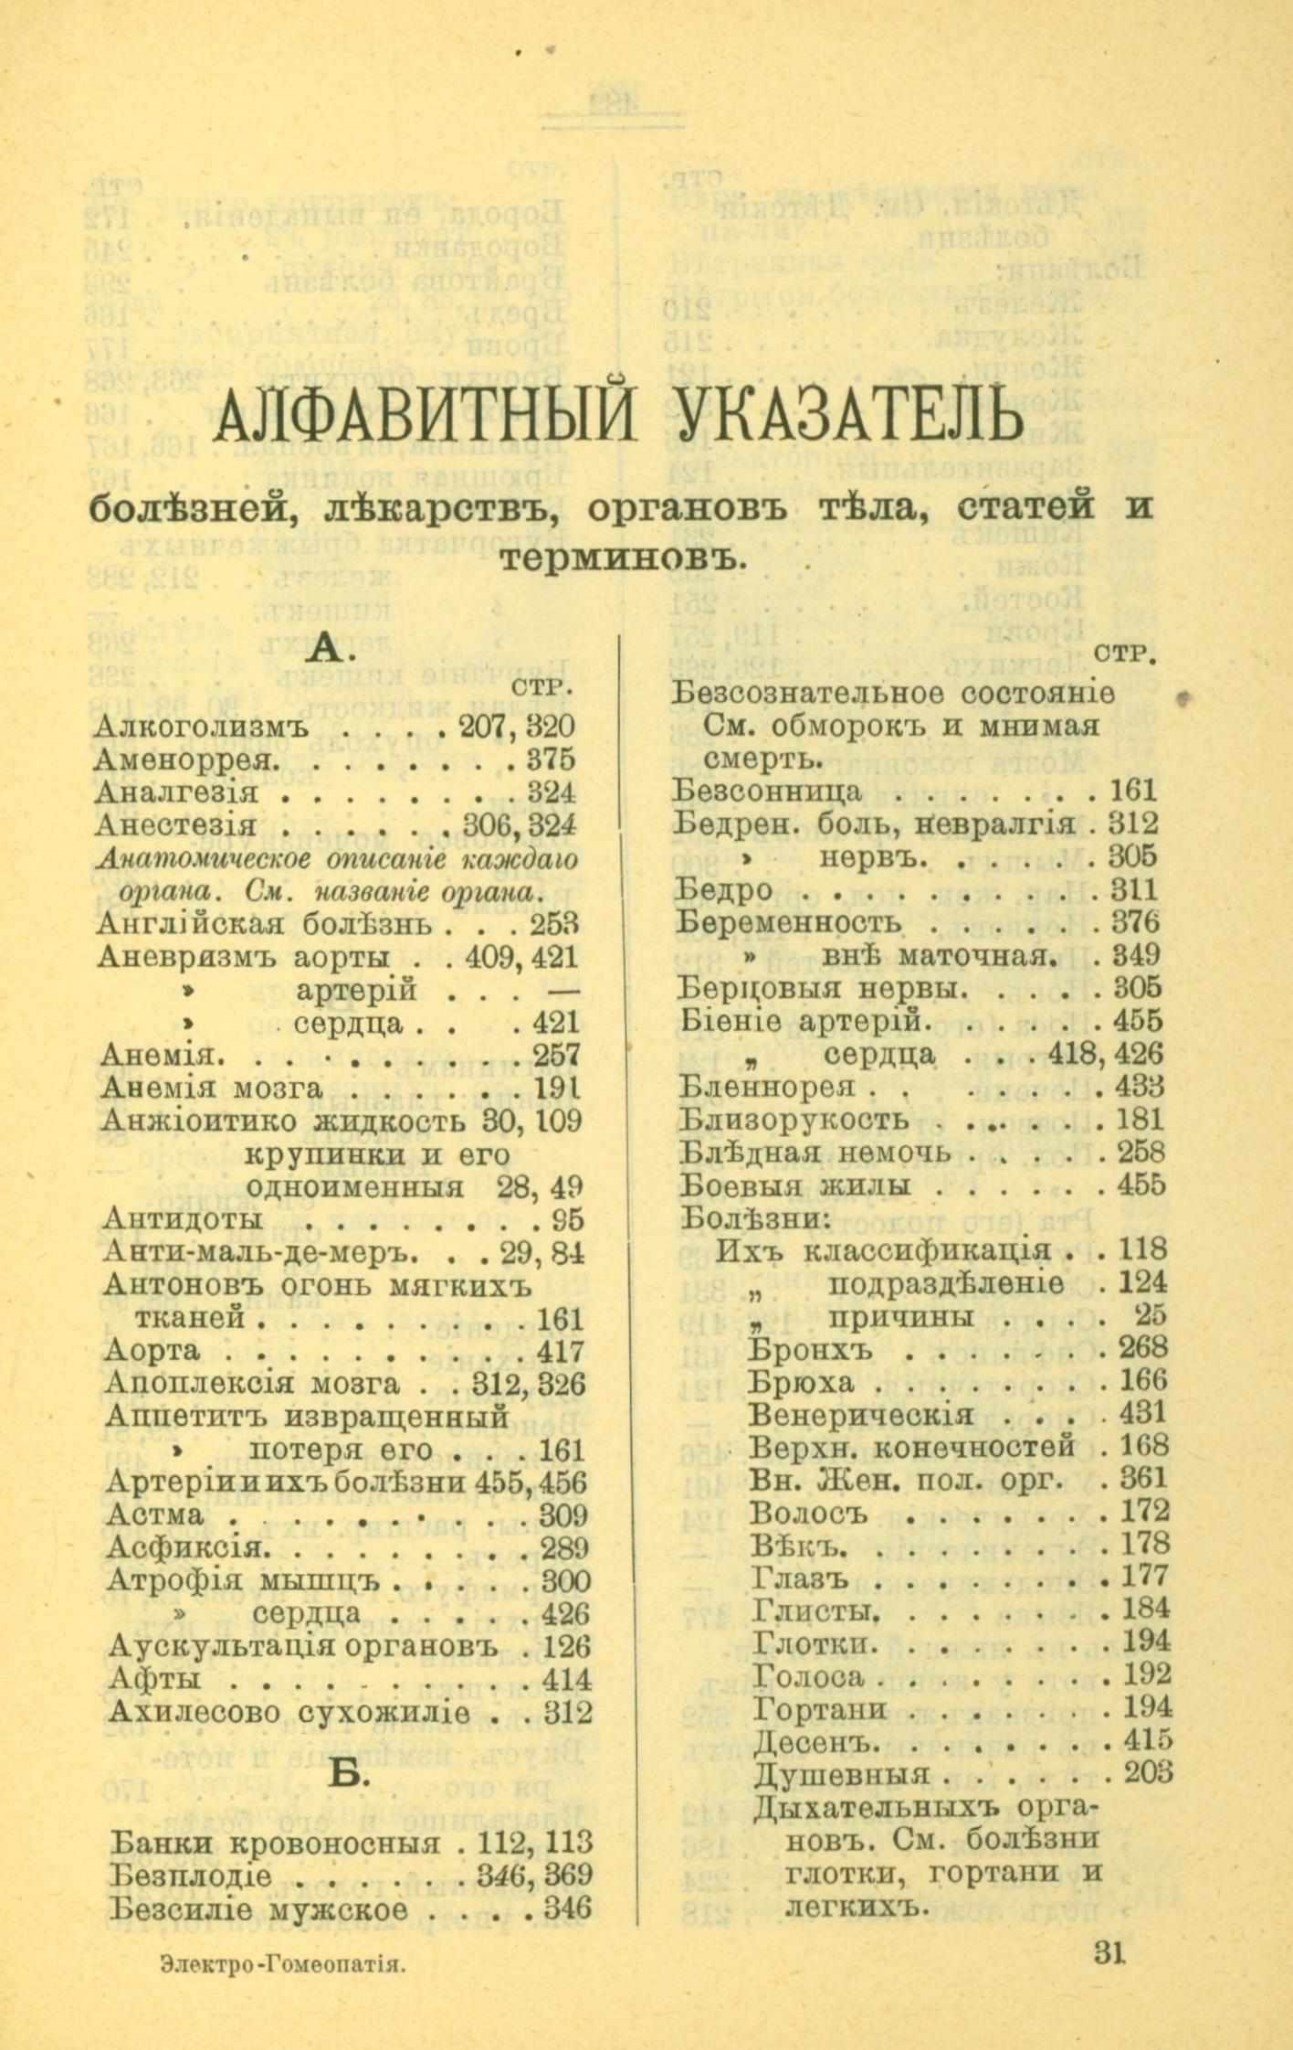 АЛФАВИТНЫЙ УКАЗАТЕЛЬ
болѣзней, лѣкарствъ, органовъ тѣла, статей и
терминовъ.
А.
СТР.
Алкоголизмъ . . . . 207, 320
Аменоррея. . . . . . . . 375
Аналгезія . . . . . . . . 324
Анестезія . . . . . . 306, 324
Анатомическое описаніе каждаго
органа. См. названіе органа.
Англійская болѣзнь . . . 253
Аневризмъ аорты . . 409, 421
» артерій . . . —
» сердца . . . 421
Анемія. . . . . . . . . . 257
Анемія мозга . . . . . . 191
Анжіоитико жидкость 30, 109
крупинки и его
одноименныя 28, 49
Антидоты . . . . . . . . 95
Анти-маль-де-меръ. . . 29, 84
Антоновъ огонь мягкихъ
тканей . . . . . . . . . 161
Аорта . . . . . . . . . . 417
Апоплексія мозга . . 312, 326
Аппетитъ извращенный
» потеря его . . . 161
Артеріи и ихъ болѣзни 455, 456
Астма . . . . . . . . . . 309
Асфиксія. . . . . . . . . 289
Атрофія мышцъ . . . . . 300
» сердца . . . . . 426
Аускультація органовъ . 126
Афты . . . . . . . . . . 414
Ахилесово сухожиліе . . 312
Б.
Банки кровоносныя . 112, 113
Безплодіе . . . . . . 346, 369
Безсиліе мужское . . . . 346
СТР.
Безсознательное состояніе
См. обморокъ и мнимая
смерть.
Безсонница . . . . . . . 161
Бедрен. боль, невралгія . 312
» нервъ. . . . . . 305
Бедро . . . . . . . . . . 311
Беременность . . . . . . 376
» внѣ маточная. . 349
Берцовыя нервы. . . . . 305
Біеніе артерій. . . . . . 455
„ сердца . . . 418, 426
Бленнорея . . . . . . . 433
Близорукость . . . . . . 181
Блѣдная немочь . . . . . 258
Боевыя жилы . . . . . . 455
Болѣзни:
Ихъ классификація . . 118
„ подраздѣленіе . 124
„ причины . . . . 25
Бронхъ . . . . . . . 268
Брюха . . . . . . . . 166
Венерическія . . . . 431
Верхн. конечностей . 168
Вн. Жен. пол. орг. . 361
Волосъ . . . . . . . 172
Вѣкъ. . . . . . . . . 178
Глазъ . . . . . . . . 177
Глисты. . . . . . . . 184
Глотки. . . . . . . . 194
Голоса . . . . . . . . 192
Гортани . . . . . . . 194
Десенъ. . . . . . . . 415
Душевныя . . . . . . 203
Дыхательныхъ орга-
новъ. См. болѣзни
глотки, гортани и
легкихъ.
Электро-Гомеопатія.
31